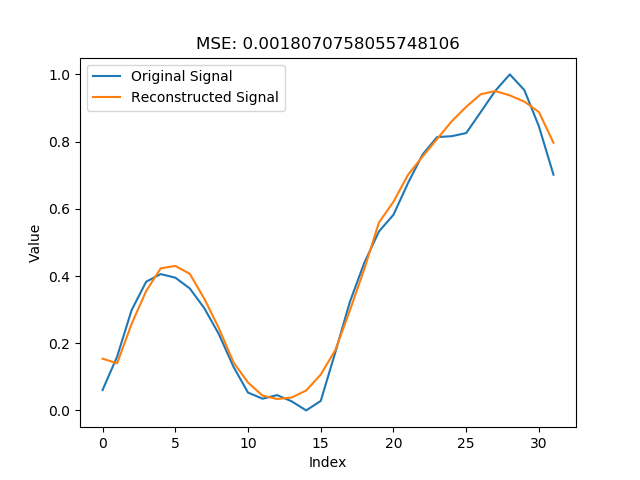 MSE: 0.0018070758055748106
Original Signal
Reconstructed Signal
1.0
0.8
0.6
0.4
0.2
0.0
Value
0 5 10 15 20 25 30
Index